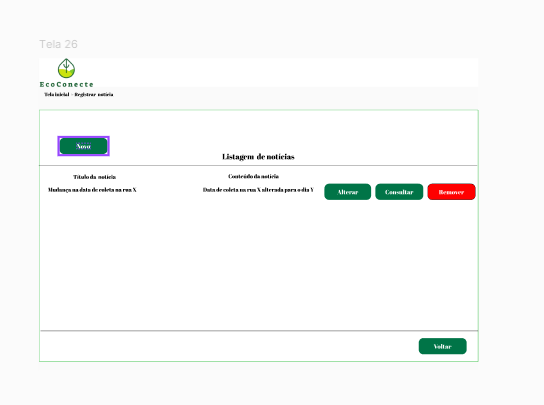 Tela 26
EcoConecte
Tela inicial - Registrar notícia
Novo
Listagem de notícias
Título da notícia
Conteúdo da notícia
Mudança na data de coleta na rua X
Data de coleta na rua X alterada para o dia Y
Alterar
Consultar
Remover
Voltar